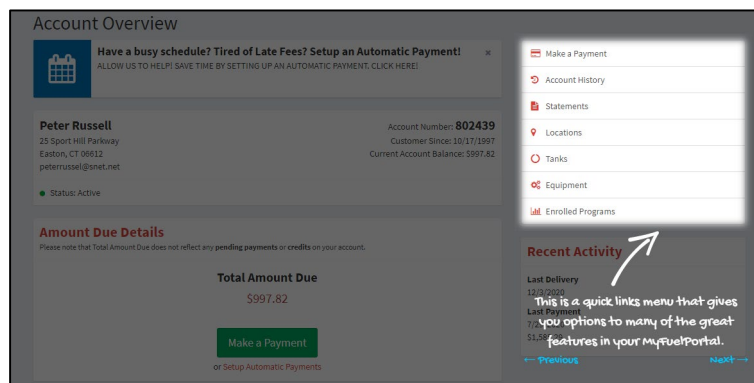 Account Overview
Have a busy schedule? Tired of Late Fees? Setup an Automatic Payment!
×
ALLOW US TO HELP! SAVE TIME BY SETTING UP AN AUTOMATIC PAYMENT. CLICK HERE!
Peter Russell
25 Sport Hill Parkway
Easton, CT 06612
peterrussel@snet.net
Status: Active
Account Number: 802439
Customer Since: 10/17/1997
Current Account Balance: $997.82
Amount Due Details
Please note that Total Amount Due does not reflect any pending payments or credits on your account.
Total Amount Due
$997.82
Make a Payment
or Setup Automatic Payments
Make a Payment
Account History
Statements
Locations
Tanks
Equipment
Enrolled Programs
Recent Activity
Last Delivery
12/3/2020
Last Payment
This is a quick links menu that gives
you options to many of the great
features in your MyFuelPortal.
← Previous
Next →